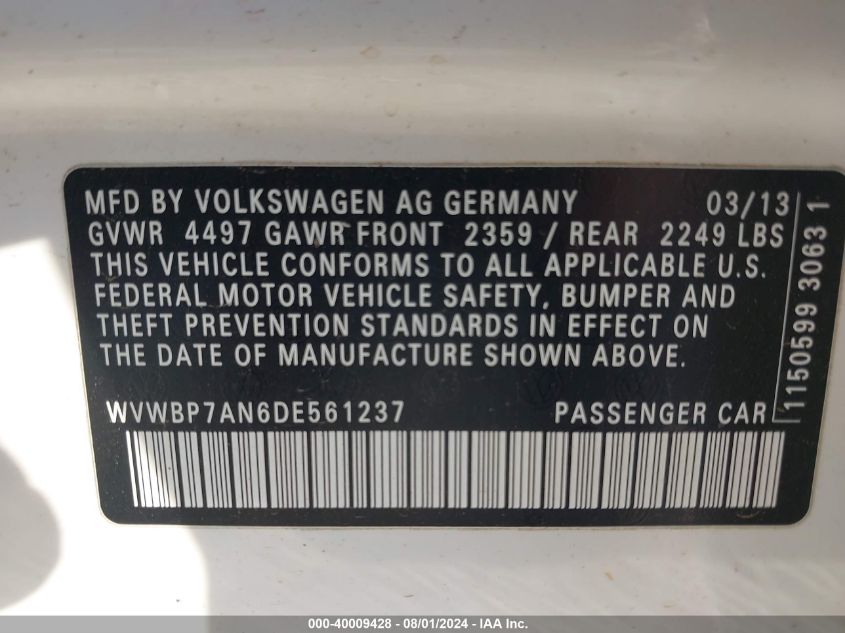 MFD BY VOLKSWAGEN AG GERMANY 03/13
GVWR 4497 GAWR FRONT 2359 / REAR 2249 LBS
THIS VEHICLE CONFORMS TO ALL APPLICABLE U.S.
FEDERAL MOTOR VEHICLE SAFETY, BUMPER AND
THEFT PREVENTION STANDARDS IN EFFECT ON
THE DATE OF MANUFACTURE SHOWN ABOVE.
WVWBP7AN6DE561237 PASSENGER CAR
1150599 3063 1
000-40009428 - 08/01/2024 - IAA Inc.